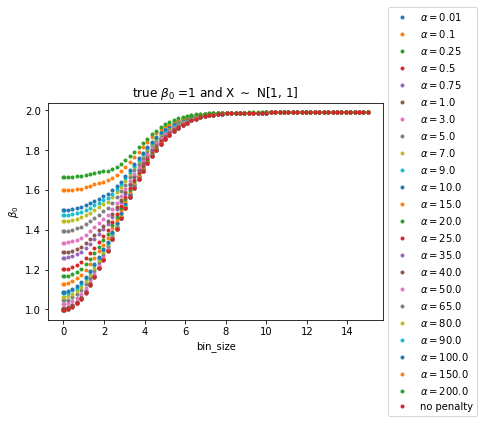 true β₀ =1 and X ∼ N[1, 1]
β₀
2.0
1.8
1.6
1.4
1.2
1.0
0
2
4
6
8
10
12
14
bin_size
α = 0.01
α = 0.1
α = 0.25
α = 0.5
α = 0.75
α = 1.0
α = 3.0
α = 5.0
α = 7.0
α = 9.0
α = 10.0
α = 15.0
α = 20.0
α = 25.0
α = 35.0
α = 40.0
α = 50.0
α = 65.0
α = 80.0
α = 90.0
α = 100.0
α = 150.0
α = 200.0
no penalty